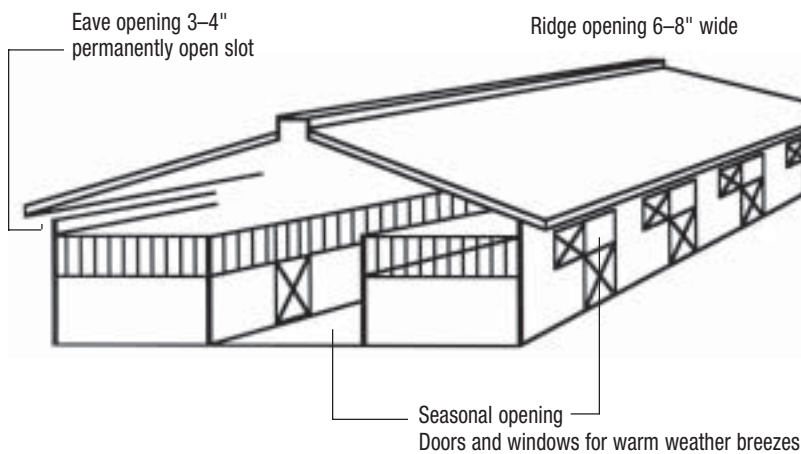 Eave opening 3–4"
permanently open slot
Ridge opening 6–8" wide
Seasonal opening
Doors and windows for warm weather breezes